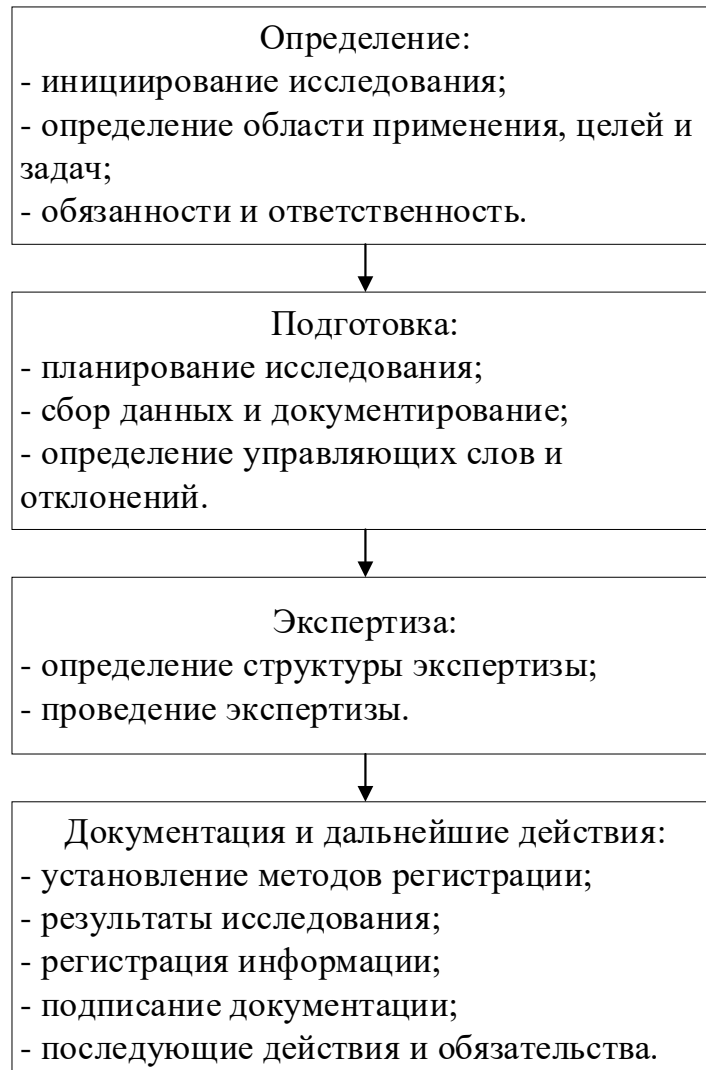 Определение:
- инициирование исследования;
- определение области применения, целей и
задач;
- обязанности и ответственность.
Подготовка:
- планирование исследования;
- сбор данных и документирование;
- определение управляющих слов и
отклонений.
Экспертиза:
- определение структуры экспертизы;
- проведение экспертизы.
Документация и дальнейшие действия:
- установление методов регистрации;
- результаты исследования;
- регистрация информации;
- подписание документации;
- последующие действия и обязательства.